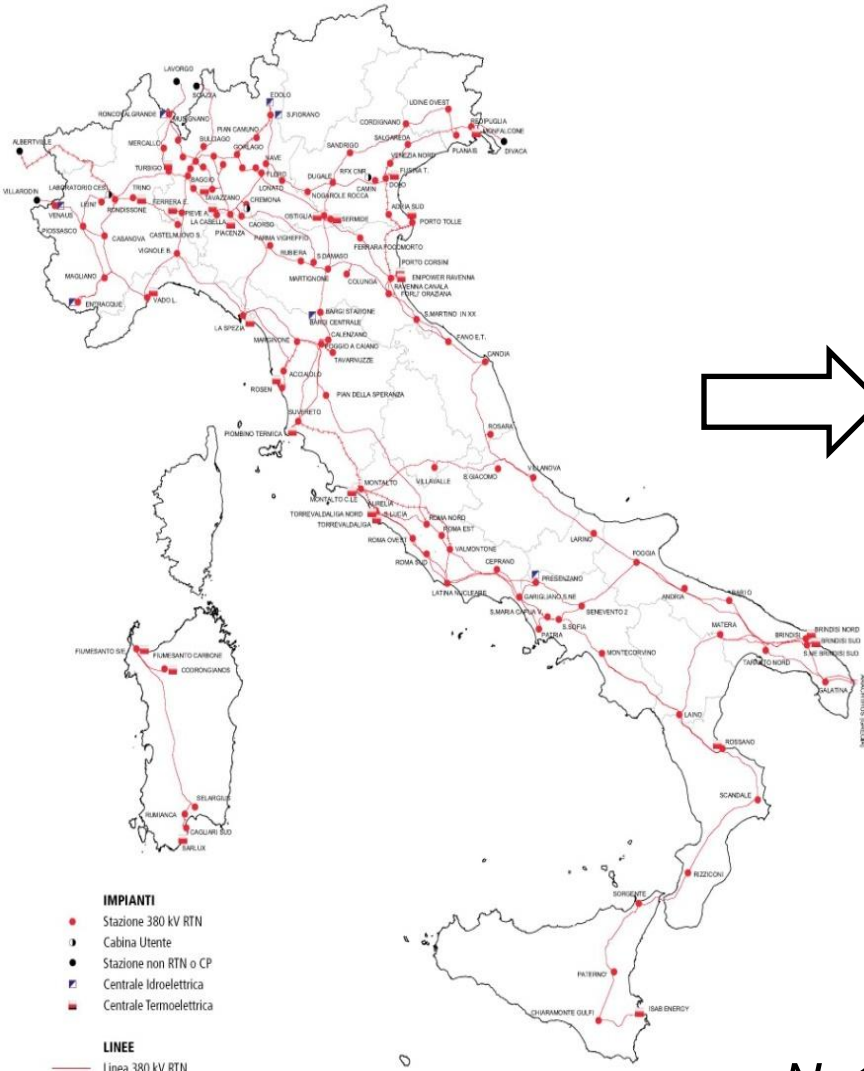 LAVORGO
SOAZZA
EDOLO
RONCOVALGRANDE
MUSIGNANO
S.FIORANO
UDINE OVEST
PIAN CAMUNO
CORDIGNANO
REDIPUGLIA
MONFALCONE
ALBERTVILLE
MERCALLO
BULCIAGO
GORLAGO
SANDRIGO
SALGAREDA
PLANAIS
DIVACA
NAVE
VENEZIA NORD
TURBIGO
FLERO
DUGALE
RFX CNR
FUSINA T.
VILLARODIN
LABORATORIO CESI
TRINO
BAGGIO
LONATO
CAMIN
DOLO
LEINI'
TAVAZZANO
CREMONA
NOGAROLE ROCCA
VENAUS
RONDISSONE
FERRERA E.
PIEVE A.
OSTIGLIA
SERMIDE
ADRIA SUD
PIOSSASCO
LA CASELLA
CAORSO
PORTO TOLLE
CASANOVA
CASTELNUOVO S.
PIACENZA
PARMA VIGHEFFIO
FERRARA FOCOMORTO
VIGNOLE B.
RUBIERA
S.DAMASO
PORTO CORSINI
MAGLIANO
MARTIGNONE
COLUNGA
ENIPOWER RAVENNA
RAVENNA CANALA
FORLI' ORAZIANA
ENTRACQUE
VADO L.
BARGI STAZIONE
BARGI CENTRALE
S.MARTINO IN XX
LA SPEZIA
MARGINONE
CALENZANO
POGGIO A CAIANO
FANO E.T.
TAVARNUZZE
CANDIA
ACCIAIOLO
ROSEN
PIAN DELLA SPERANZA
SUVERETO
PIOMBINO TERMICA
ROSARA
MONTALTO
VILLAVALLE
S.GIACOMO
VILLANOVA
MONTALTO C.LE
AURELIA
TORREVALDALIGA NORD
S.LUCIA
TORREVALDALIGA
ROMA NORD
ROMA EST
ROMA OVEST
VALMONTONE
LARINO
ROMA SUD
CEPRANO
FOGGIA
PRESENZANO
LATINA NUCLEARE
GARIGLIANO S.NE
ANDRIA
BARI O
S.MARIA CAPUA V.
BENEVENTO 2
S.SOFIA
MATERA
BRINDISI NORD
BRINDISI
BRINDISI SUD
PATRIA
S.NE BRINDISI SUD
MONTECORVINO
TARANTO NORD
GALATINA
FIUMESANTO S/E
FIUMESANTO CARBONE
CODRONGIANOS
LAINO
ROSSANO
SCANDALE
SELARGIUS
RUMIANCA
CAGLIARI SUD
SARLUX
RIZZICONI
SORGENTE
PATERNO'
CHIARAMONTE GULFI
ISAB ENERGY
IMPIANTI
Stazione 380 kV RTN
Cabina Utente
Stazione non RTN o CP
Centrale Idroelettrica
Centrale Termoelettrica
LINEE
Linea 380 kV RTN